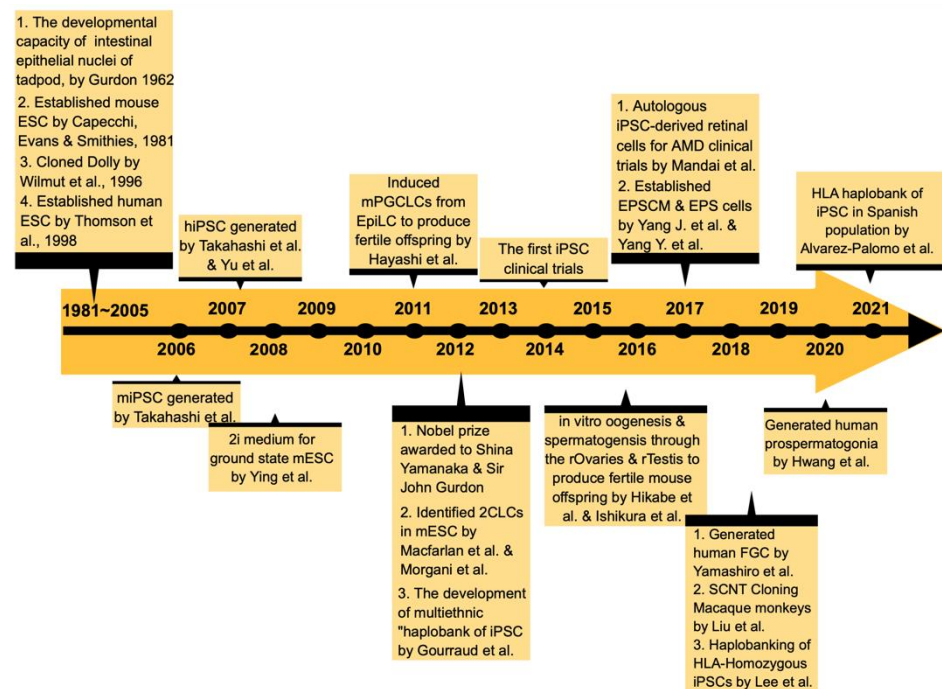 1. The
developmental
capacity of intestinal
epithelial nuclei of
tadpod, by Gurdon 1962
2. Established mouse
ESC by Capecchi,
Evans & Smithies, 1981
3. Cloned Dolly by
Wilmut et al., 1996
4. Established human
ESC by Thomson et
al., 1998
hiPSC generated
by Takahashi et al.
& Yu et al.
Induced
mPGCLCs from
EpiLC to produce
fertile offspring by
Hayashi et al.
The first iPSC
clinical trials
1. Autologous
iPSC-derived retinal
cells for AMD clinical
trials by Mandai et al.
2. Established
EPSCM & EPS cells
by Yang J. et al. &
Yang Y. et al.
HLA haplobank of
iPSC in Spanish
population by
Alvarez-Palomo et al.
1981~2005 2007 2009 2011 2013 2015 2017 2019 2021
2006 2008 2010 2012 2014 2016 2018 2020
miPSC generated
by Takahashi et al.
2i medium for
ground state mESC
by Ying et al.
1. Nobel prize
awarded to Shina
Yamanaka & Sir
John Gurdon
2. Identified 2CLCs
in mESC by
Macfarlan et al. &
Morgani et al.
3. The development
of multiethnic
"haplobank of iPSC
by Gourraud et al.
in vitro oogenesis &
spermatogensis through
the rOvaries & rTestis to
produce fertile mouse
offspring by Hikabe et
al. & Ishikura et al.
1. Generated
human FGC by
Yamashiro et al.
2. SCNT Cloning
Macaque monkeys
by Liu et al.
3. Haplobanking of
HLA-Homozygous
iPSCs by Lee et al.
Generated human
prospermatogonia
by Hwang et al.